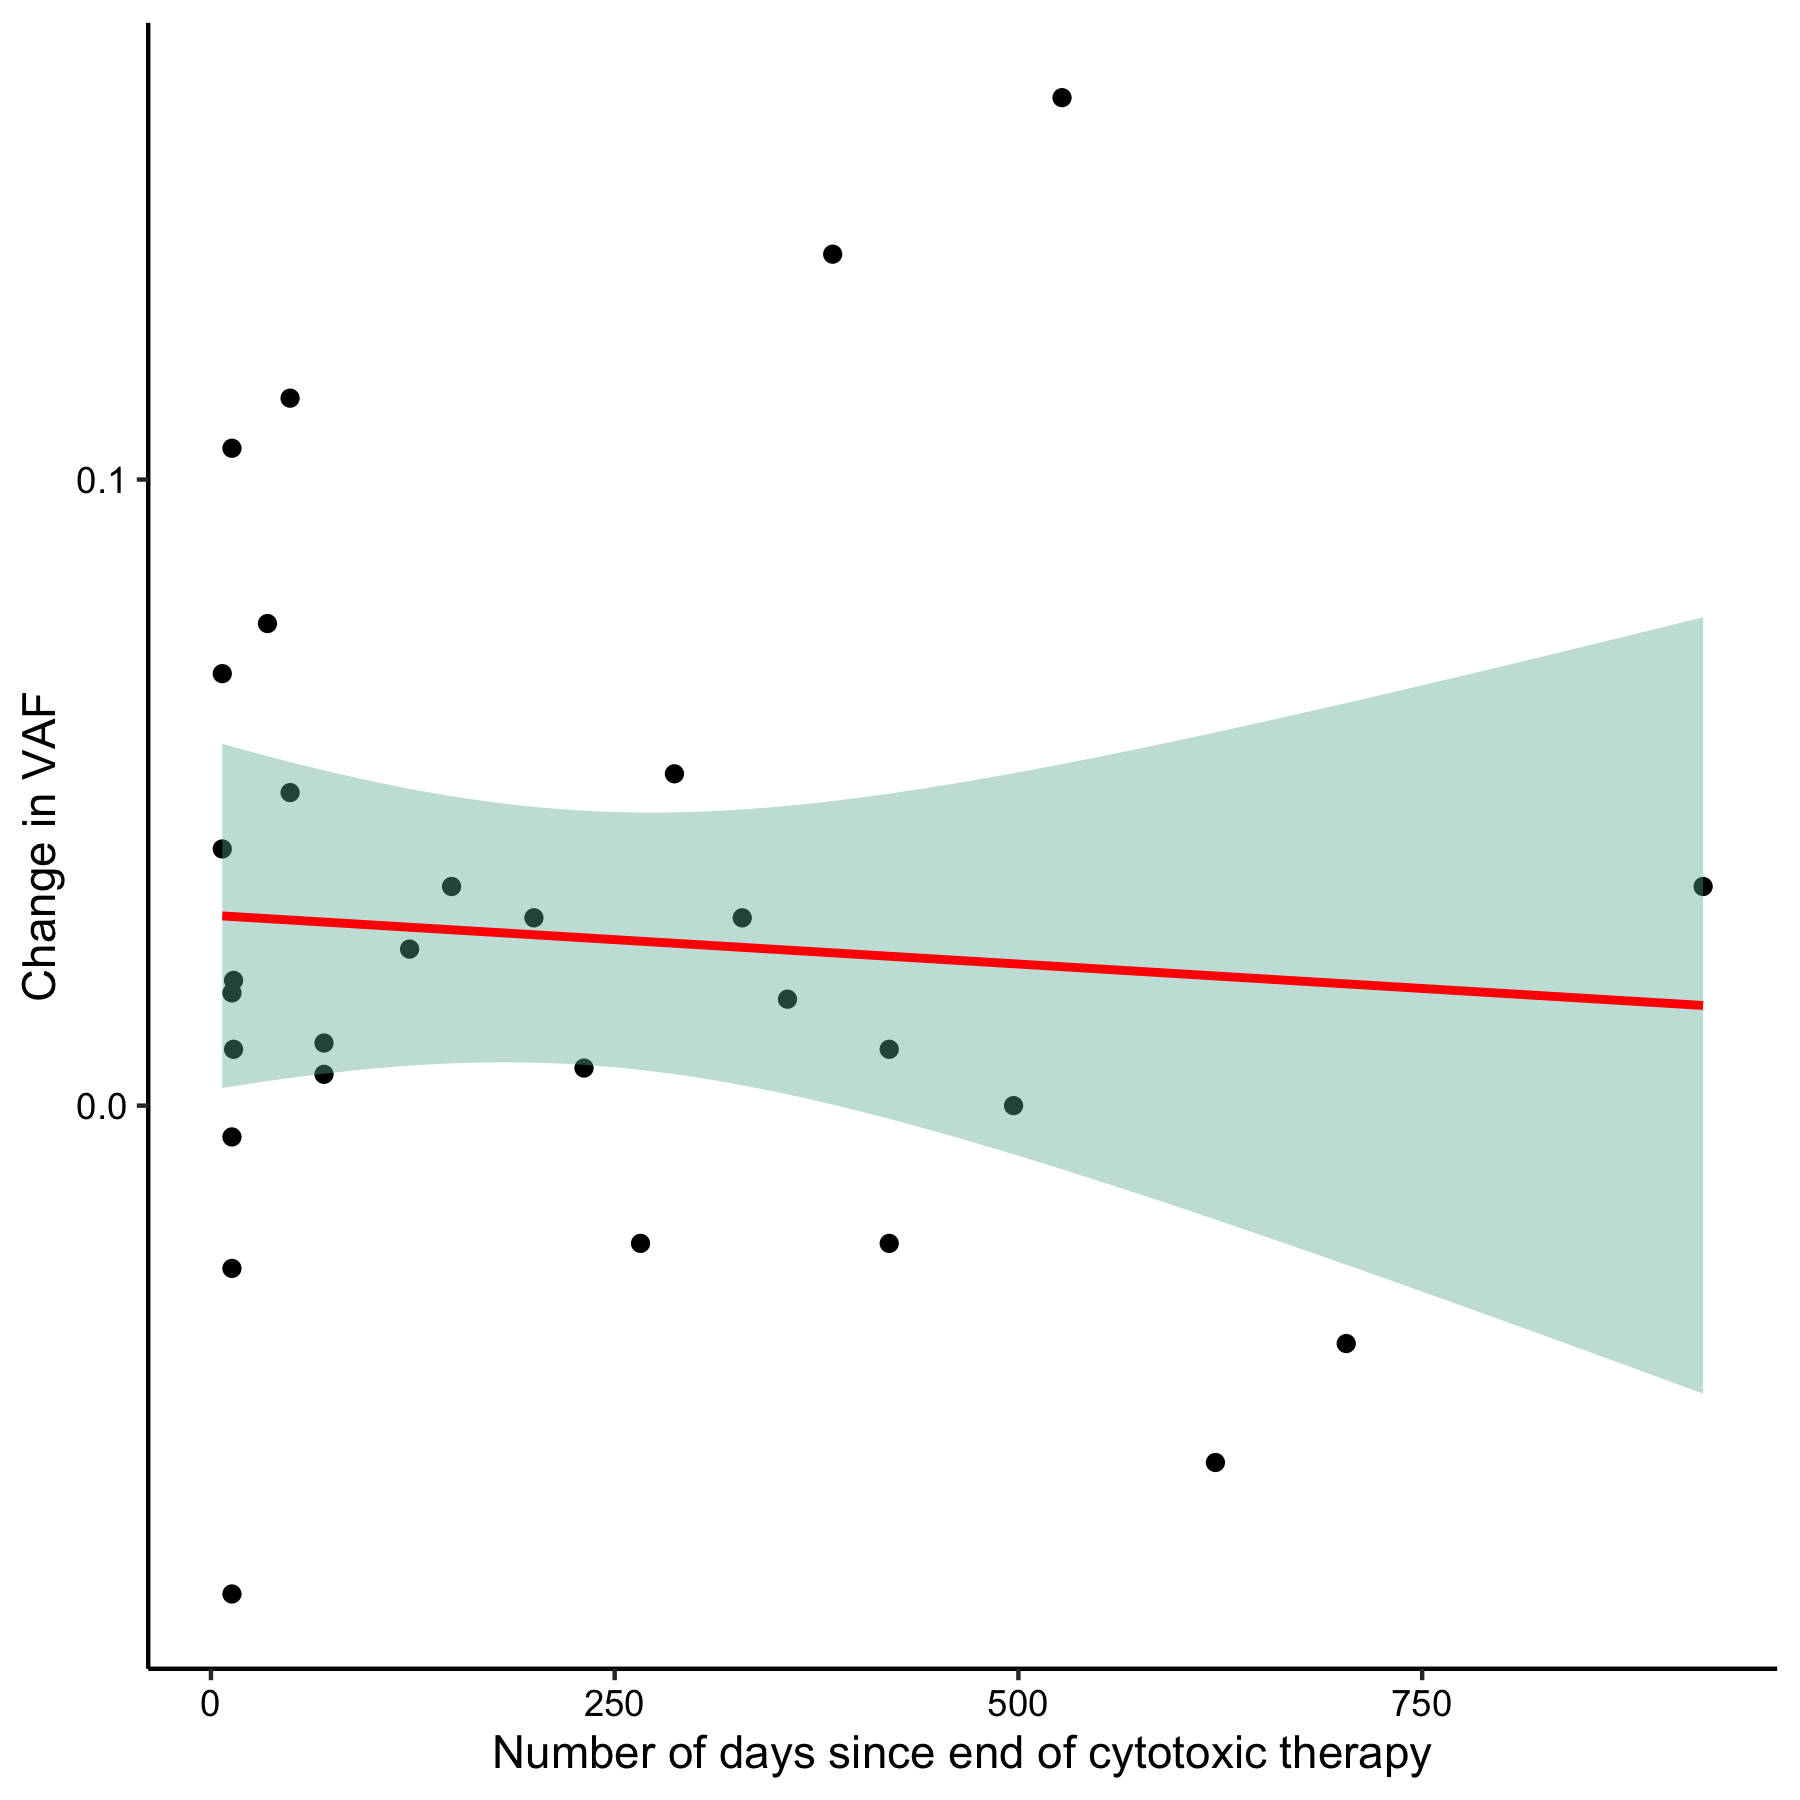 Change in VAF
0.1
0.0
0 250 500 750
Number of days since end of cytotoxic therapy